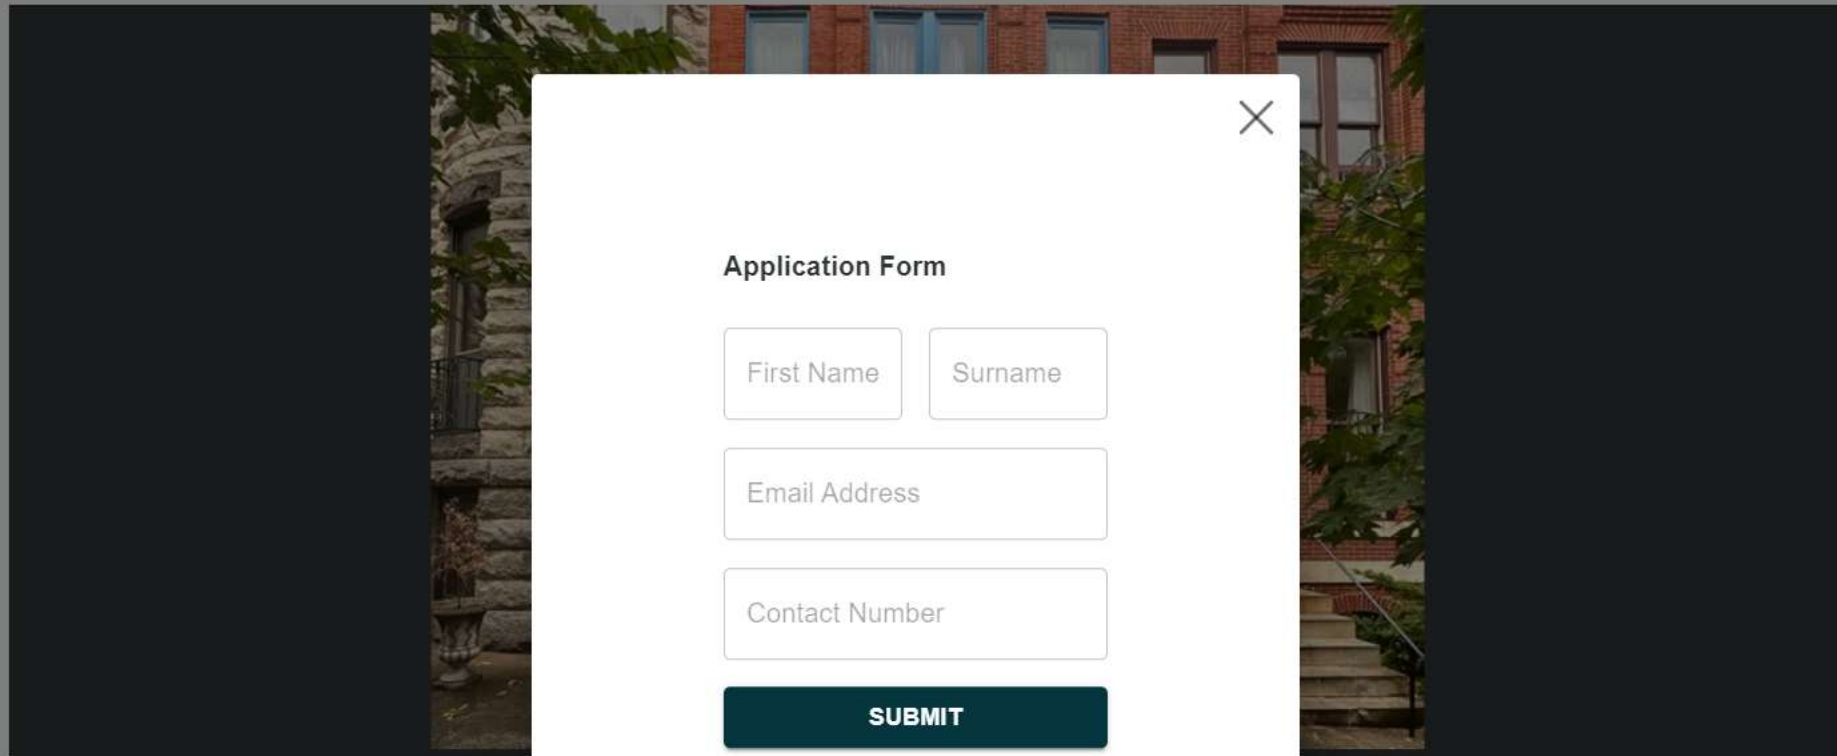 Application Form
First Name Surname
Email Address
Contact Number
SUBMIT